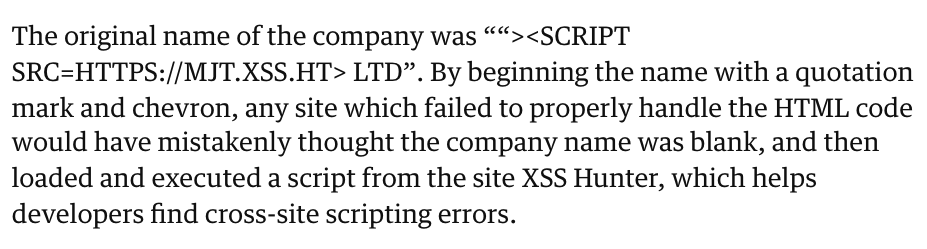 The original name of the company was ““><SCRIPT
SRC=HTTPS://MJT.XSS.HT> LTD”. By beginning the name with a quotation
mark and chevron, any site which failed to properly handle the HTML code
would have mistakenly thought the company name was blank, and then
loaded and executed a script from the site XSS Hunter, which helps
developers find cross-site scripting errors.